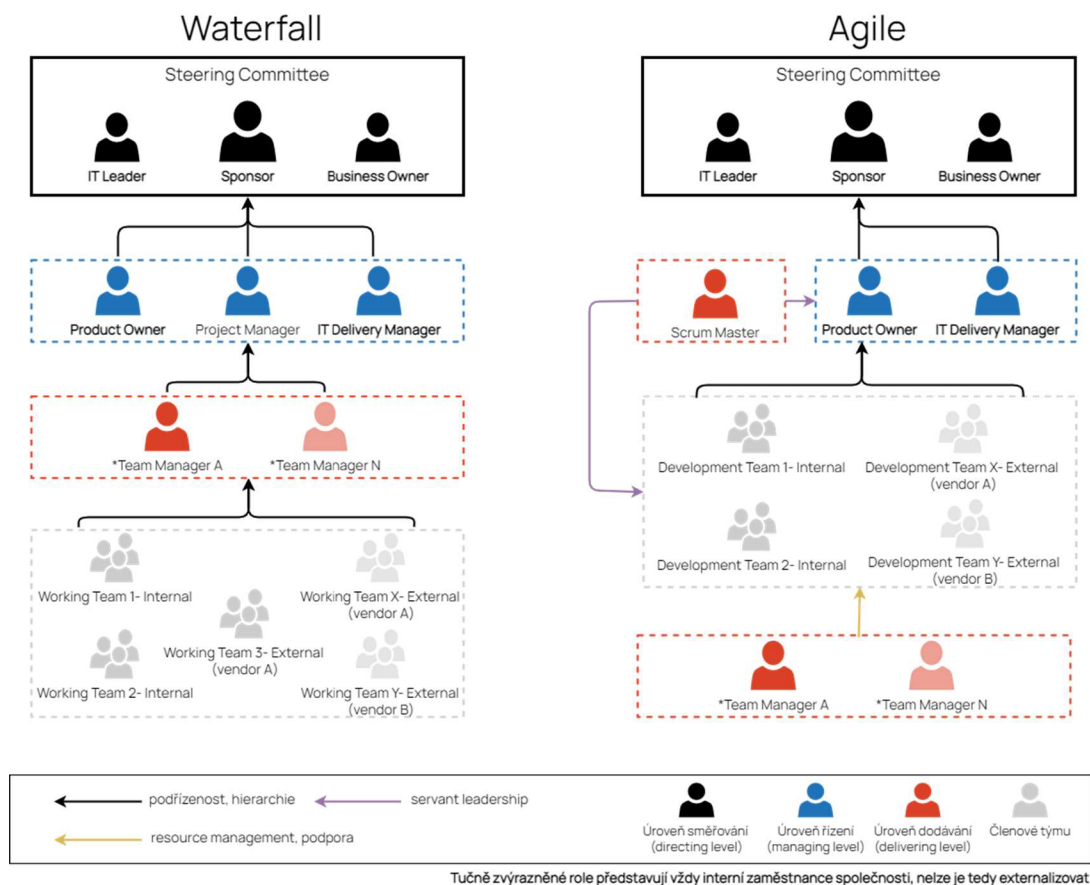 Waterfall
Steering Committee
IT Leader
Sponsor
Business Owner
Product Owner
Project Manager
IT Delivery Manager
*Team Manager A
*Team Manager N
Working Team 1- Internal
Working Team X- External
(vendor A)
Working Team 3- External
(vendor A)
Working Team 2- Internal
Working Team Y- External
(vendor B)
Agile
Steering Committee
IT Leader
Sponsor
Business Owner
Scrum Master
Product Owner
IT Delivery Manager
Development Team 1- Internal
Development Team X- External
(vendor A)
Development Team 2- Internal
Development Team Y- External
(vendor B)
*Team Manager A
*Team Manager N
podřízenost, hierarchie
servant leadership
resource management, podpora
Úroveň směřování
(directing level)
Úroveň řízení
(managing level)
Úroveň dodávání
(delivering level)
Členové týmu
Tučně zvýrazněné role představují vždy interní zaměstnance společnosti, nelze je tedy externalizovat